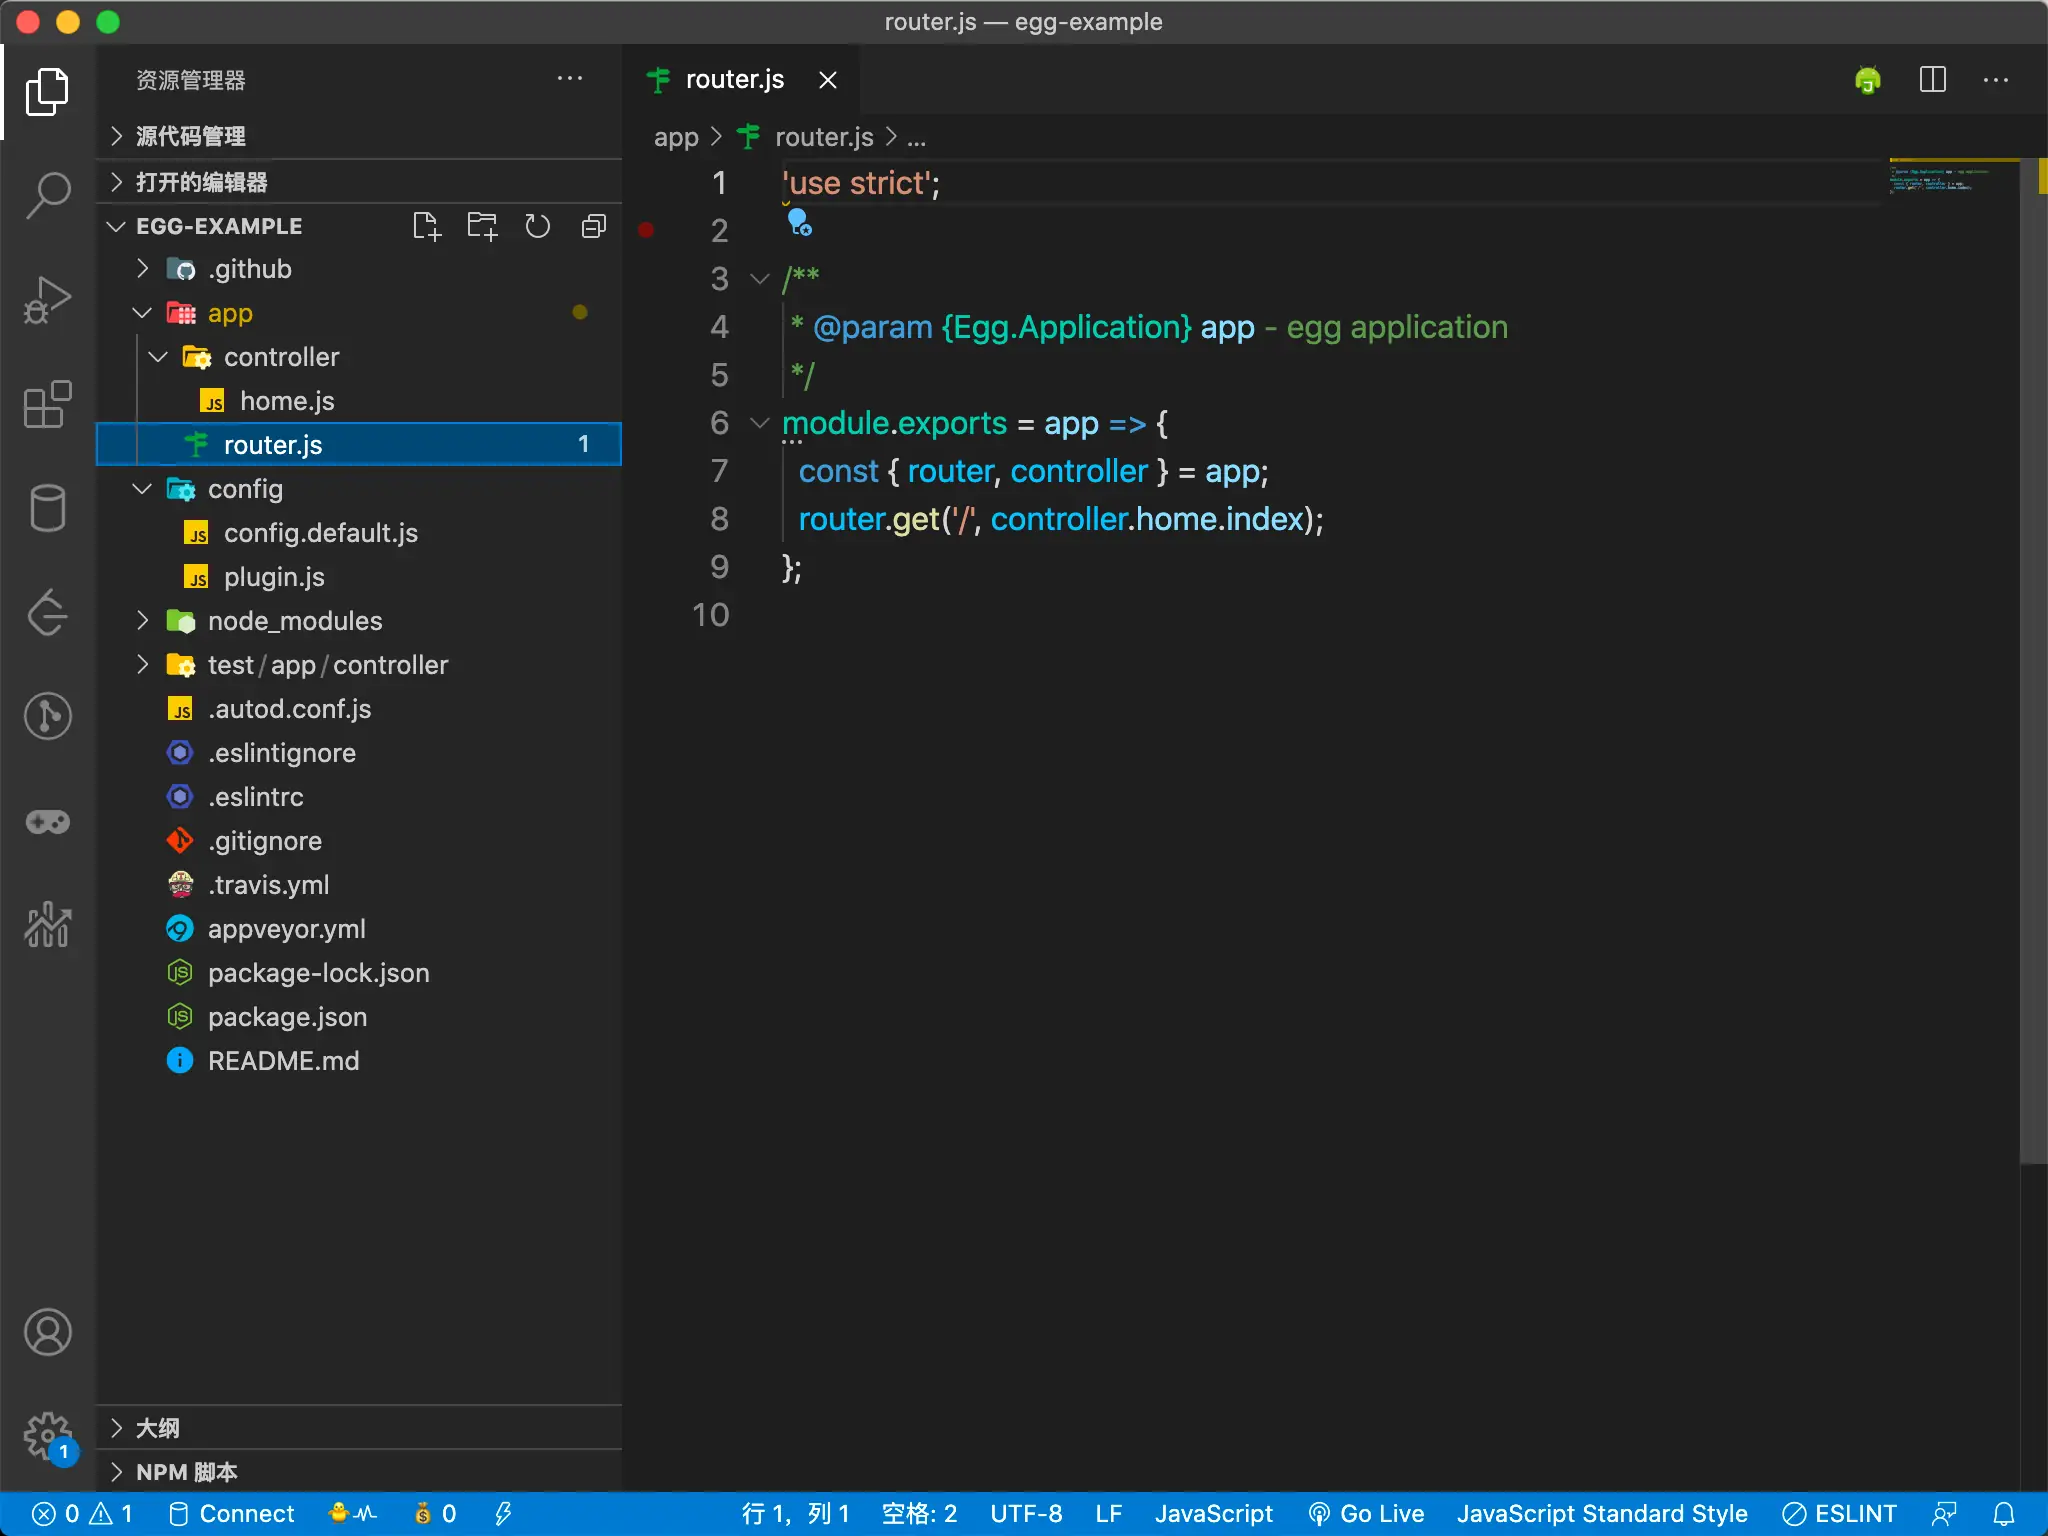 router.js — egg-example
资源管理器
源代码管理
打开的编辑器
EGG-EXAMPLE
.github
app
controller
home.js
router.js 1
config
config.default.js
plugin.js
node_modules
test/app/controller
.autod.conf.js
.eslintignore
.eslintrc
.gitignore
.travis.yml
appveyor.yml
package-lock.json
package.json
README.md
大纲
NPM 脚本
router.js
app > router.js > ...
1 'use strict';
2
3 /**
4 * @param {Egg.Application} app - egg application
5 */
6 module.exports = app => {
7 const { router, controller } = app;
8 router.get('/', controller.home.index);
9 };
10
1
0 1 Connect 0 行 1，列 1 空格: 2 UTF-8 LF JavaScript Go Live JavaScript Standard Style ESLINT